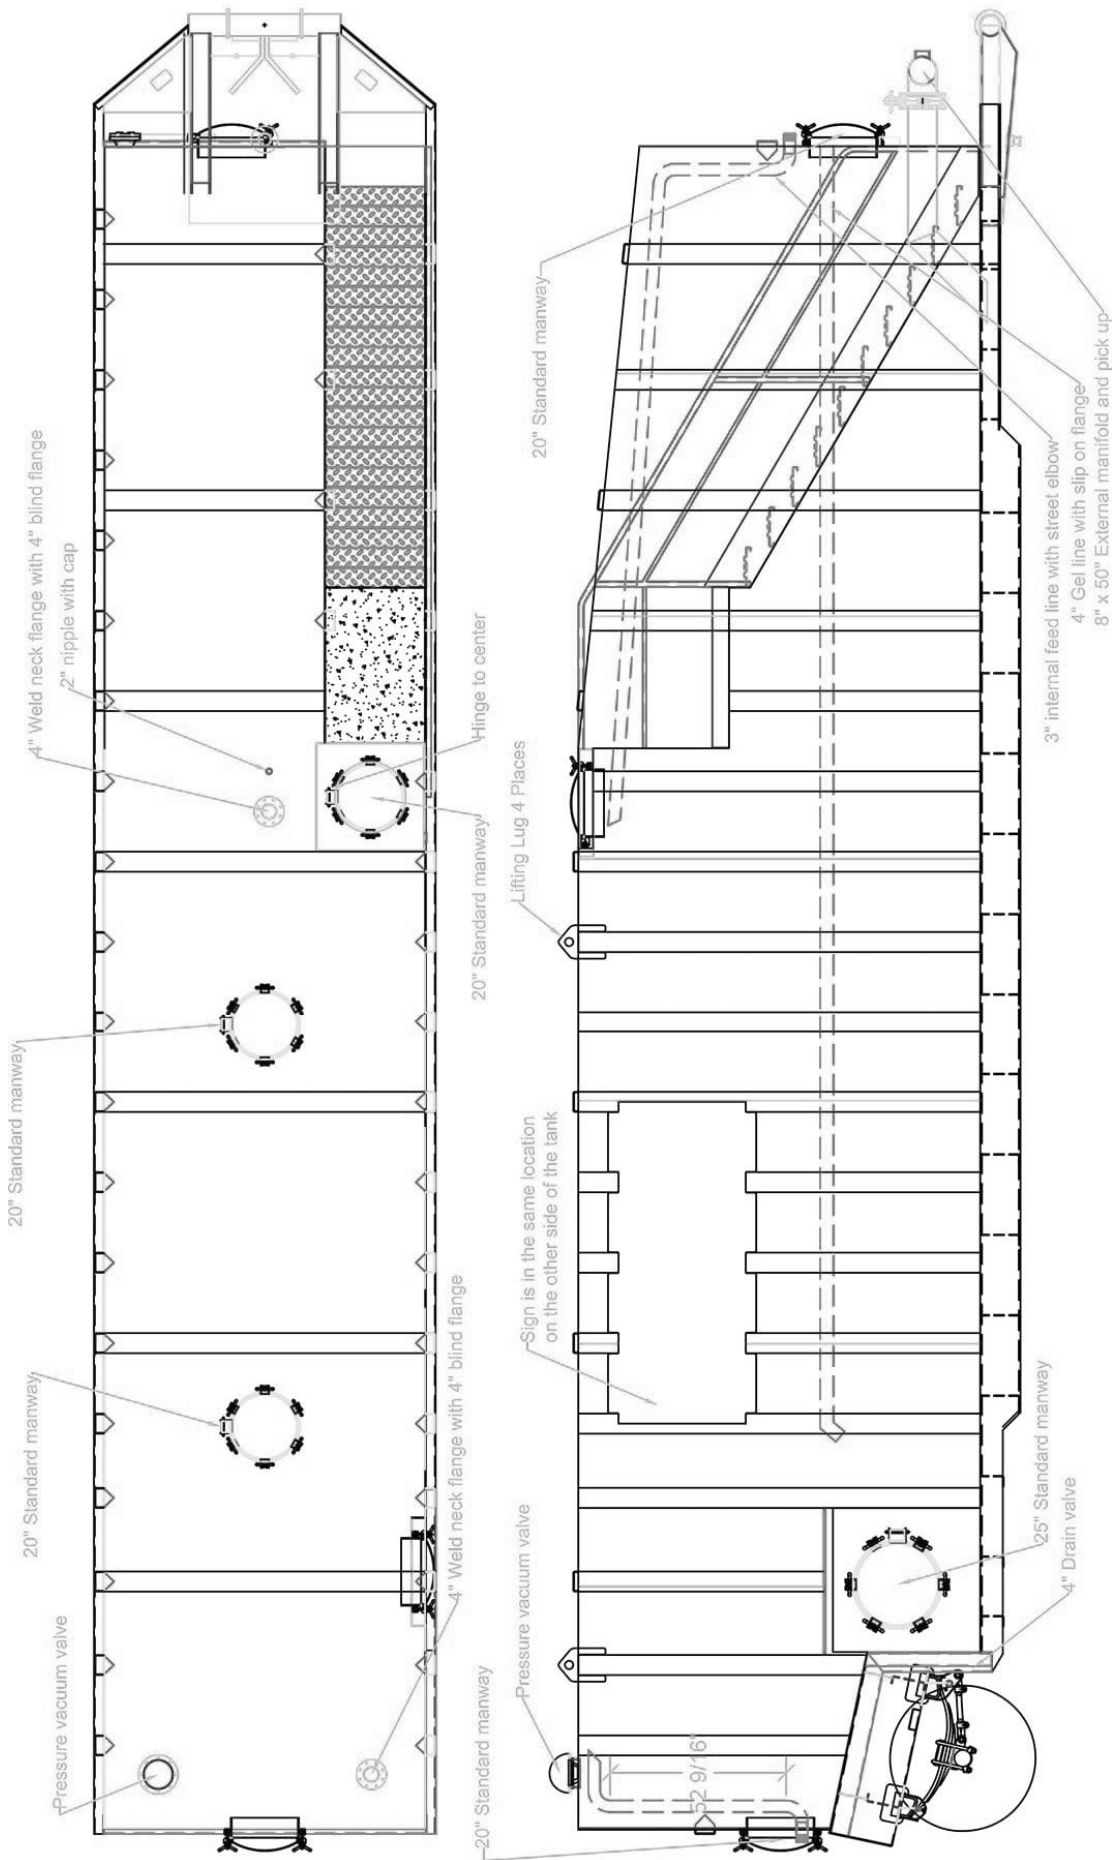 4" Weld neck flange with 4" blind flange
2" nipple with cap
Hinge to center
20" Standard manway
20" Standard manway
20" Standard manway
4" Weld neck flange with 4" blind flange
Pressure vacuum valve
20" Standard manway
3" internal feed line with street elbow
4" Gel line with slip on flange
8" x 50" External manifold and pick up
Lifting Lug 4 Places
Sign is in the same location
on the other side of the tank
25" Standard manway
4" Drain valve
Pressure vacuum valve
20" Standard manway
52 9/16"